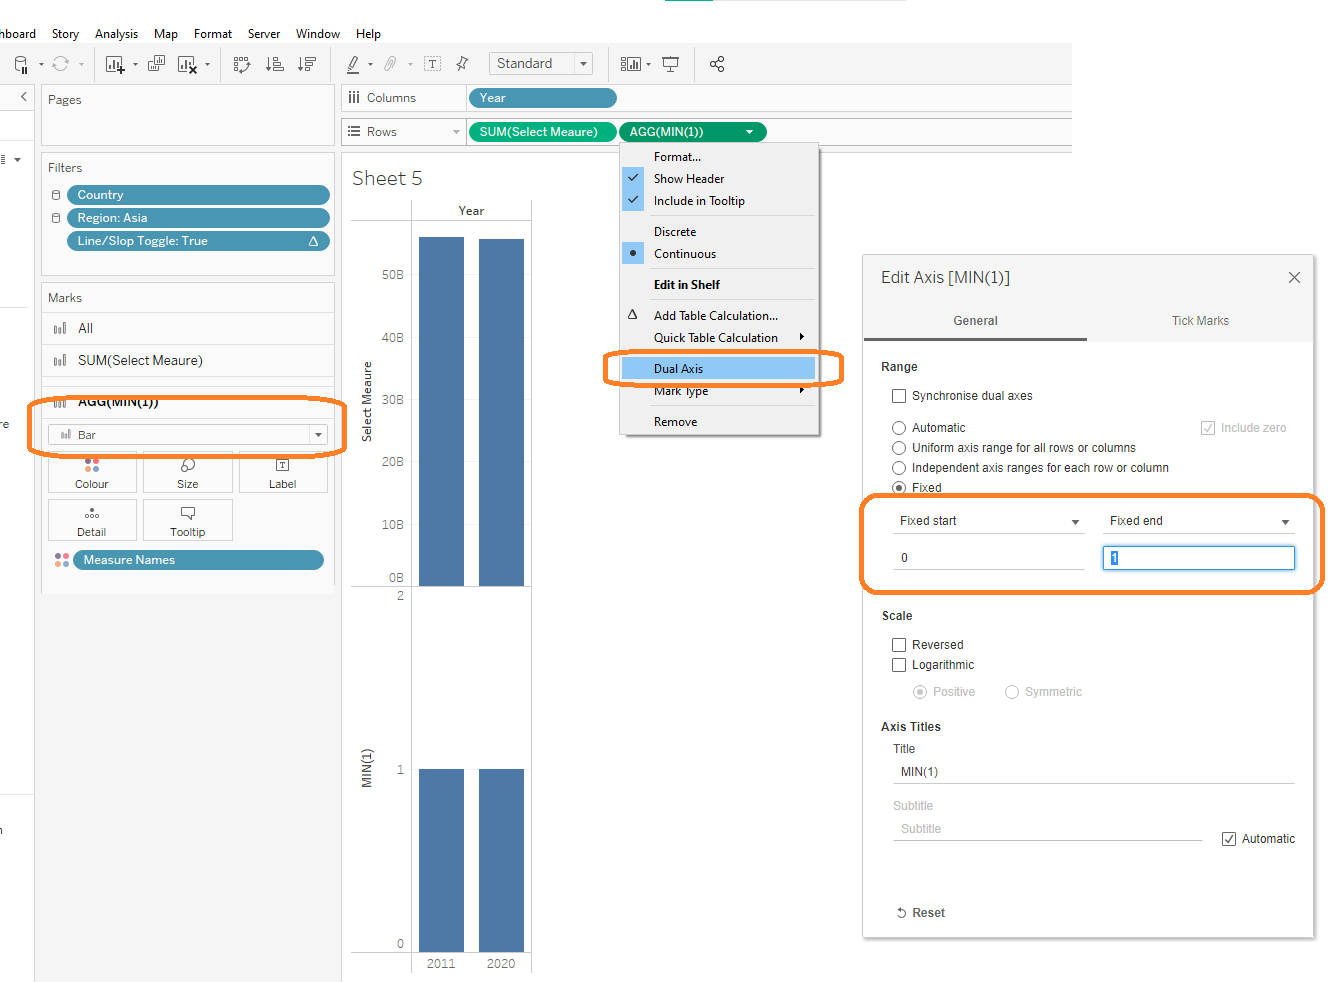 hboard Story Analysis Map Format Server Window Help
Standard
Pages
Columns Year
Rows SUM(Select Meaure) AGG(MIN(1))
Filters
Country
Region: Asia
Line/Slop Toggle: True
Marks
All
SUM(Select Meaure)
AGG(MIN(1))
Bar
Colour Size Label
Detail Tooltip
Measure Names
re
n
Sheet 5
Year
50B
40B
30B
20B
10B
0B
Select Meaure
2
1
0
MIN(1)
2011 2020
Format...
Show Header
Include in Tooltip
Discrete
Continuous
Edit in Shelf
Add Table Calculation...
Quick Table Calculation
Dual Axis
Mark Type
Remove
Edit Axis [MIN(1)]
General Tick Marks
Range
Synchronise dual axes
Automatic Include zero
Uniform axis range for all rows or columns
Independent axis ranges for each row or column
Fixed
Fixed start Fixed end
0 1
Scale
Reversed
Logarithmic
Positive Symmetric
Axis Titles
Title
MIN(1)
Subtitle
Subtitle Automatic
Reset